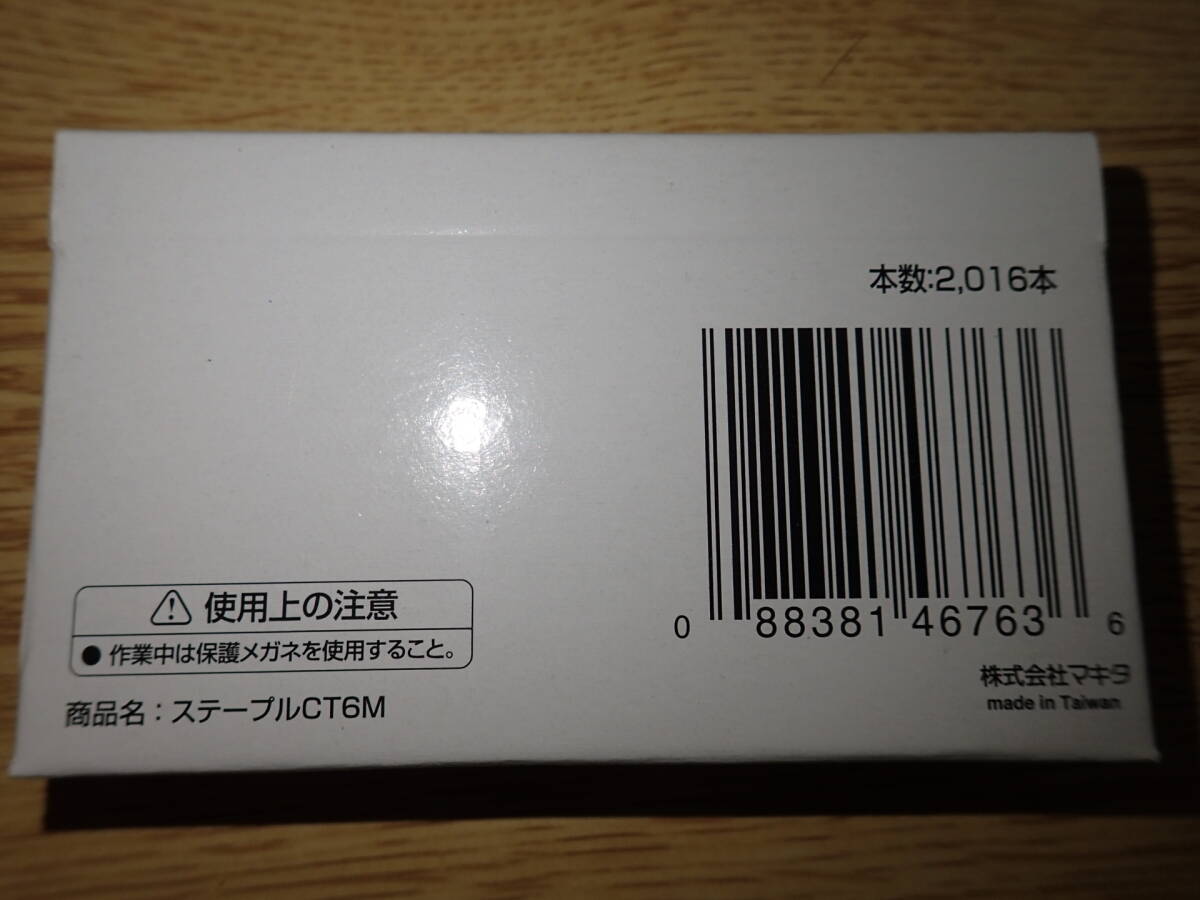 本数:2,016本
0 88381 46763 6
株式会社マキタ
made in Taiwan
使用上の注意
● 作業中は保護メガネを使用すること。
商品名：ステープルCT6M